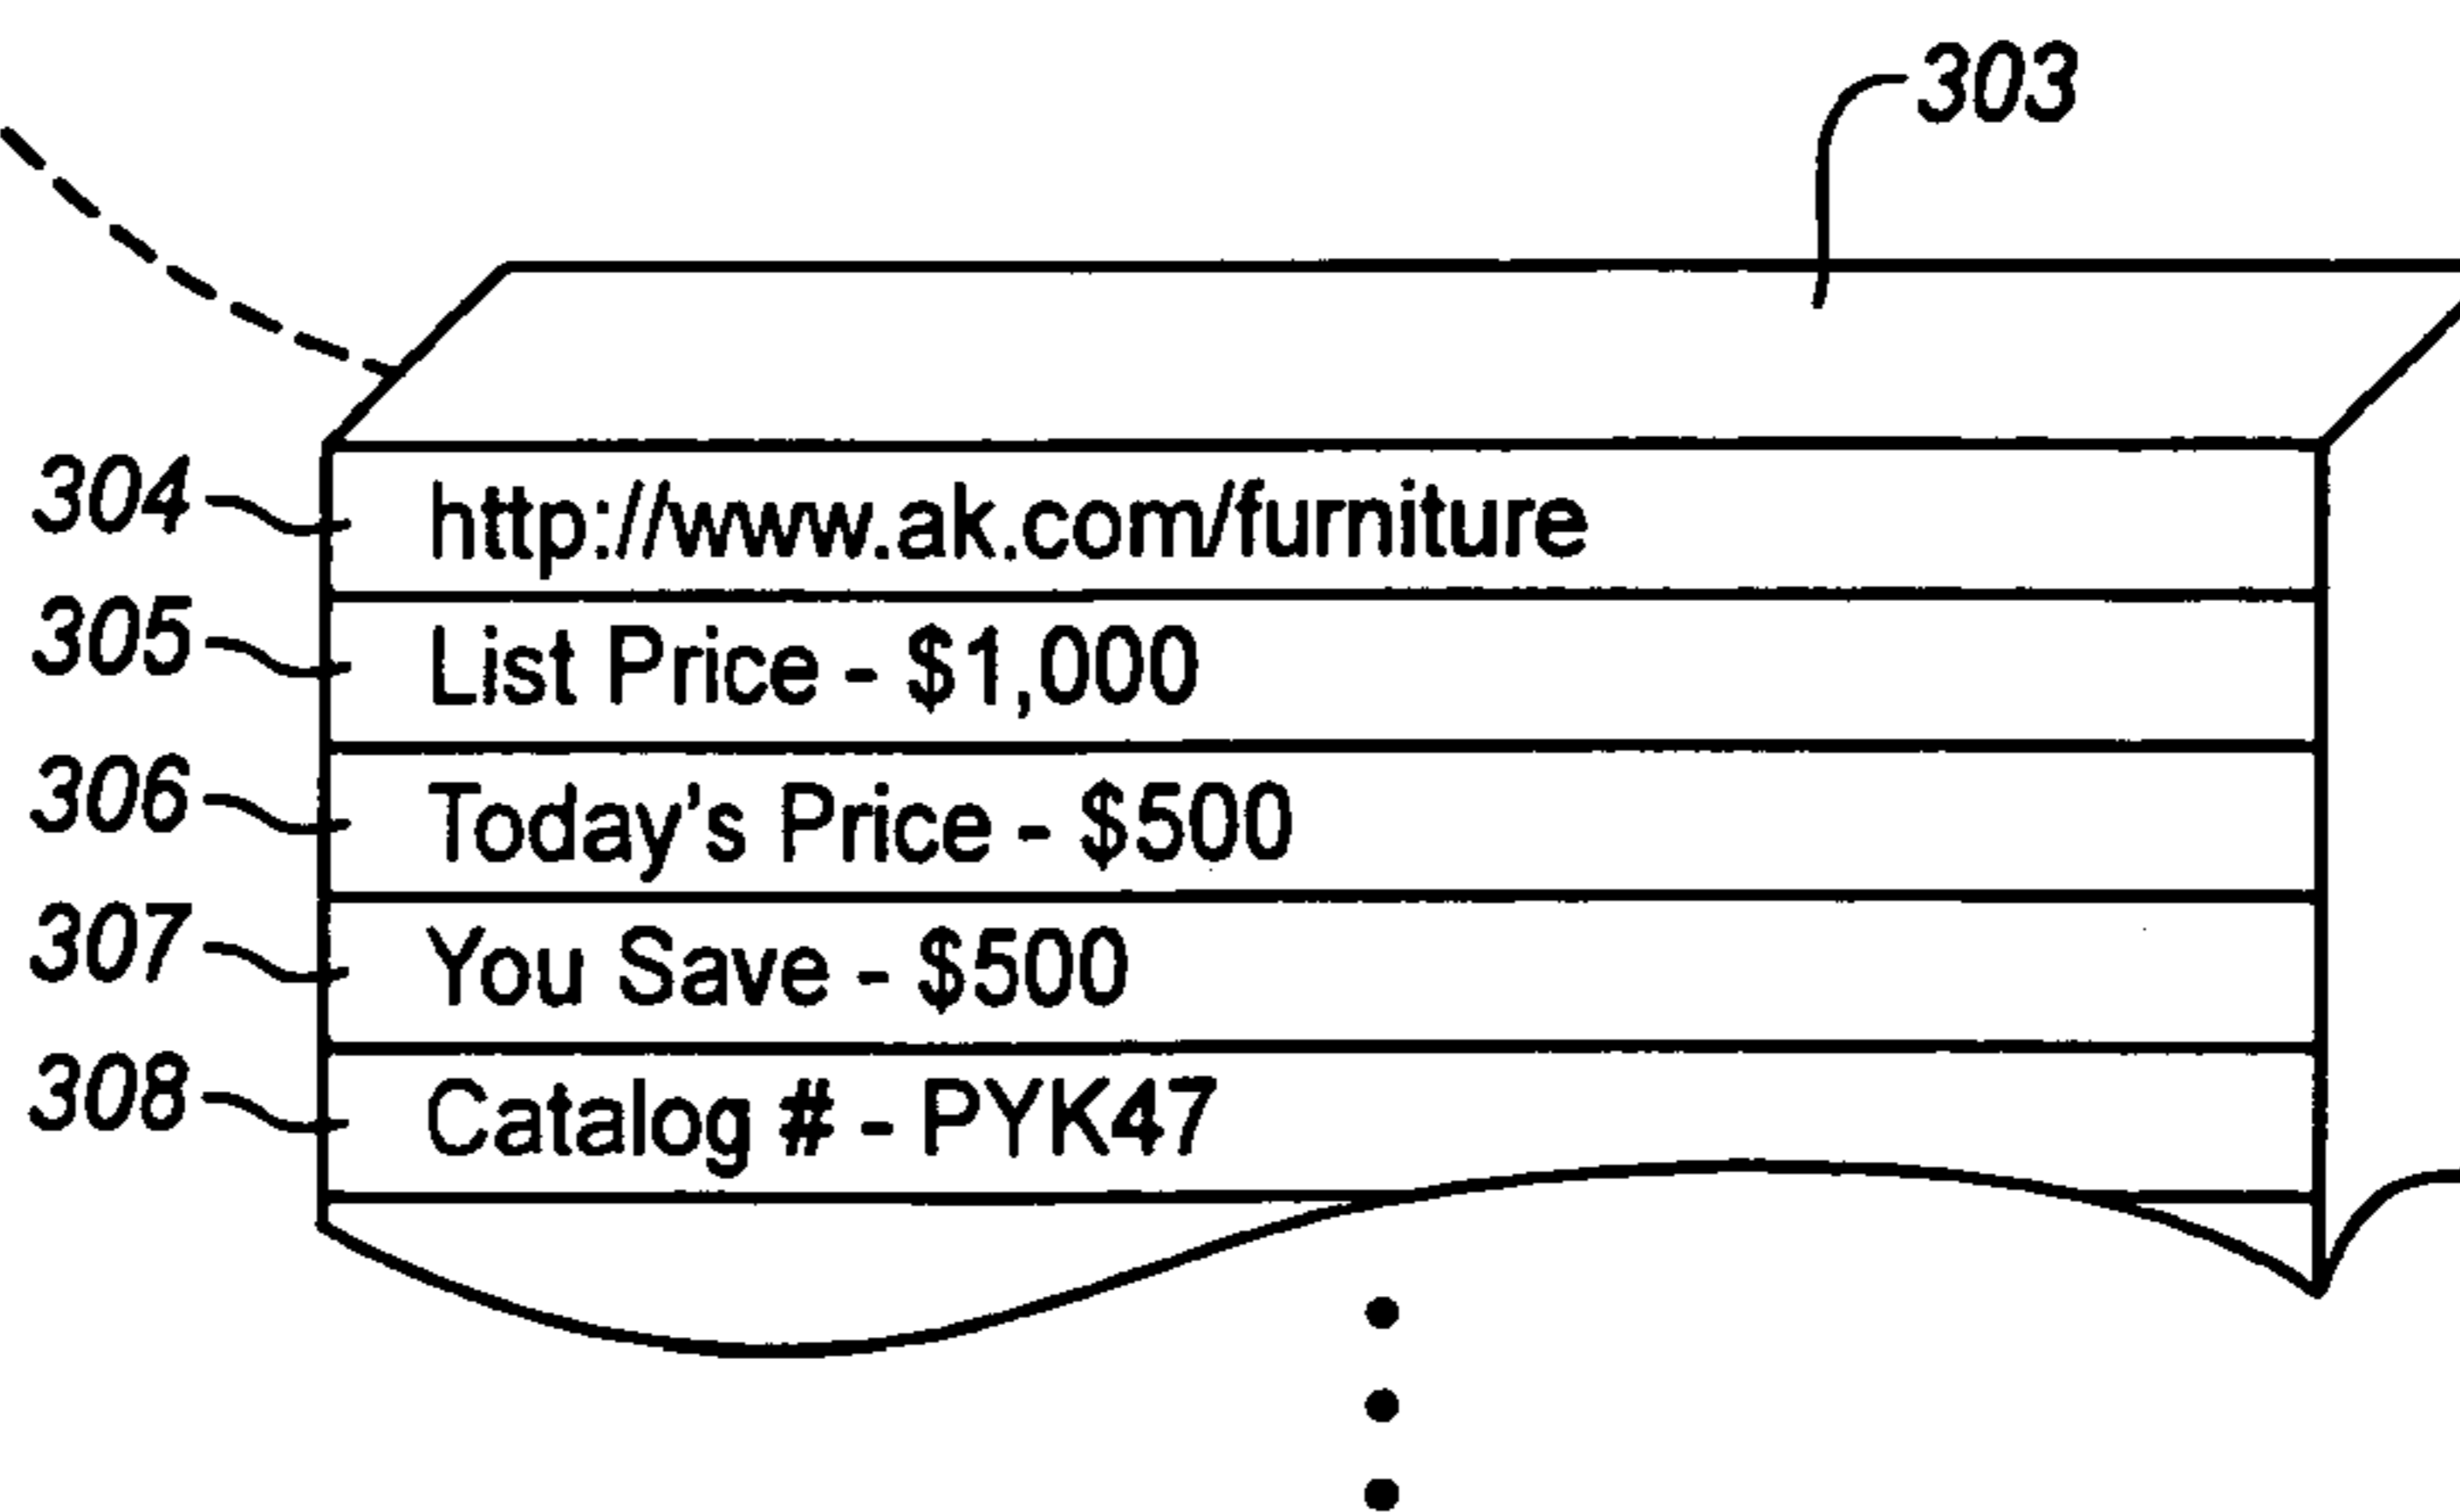 303
304 http://www.ak.com/furniture
305 List Price - $1,000
306 Today's Price - $500
307 You Save - $500
308 Catalog # - PYK47